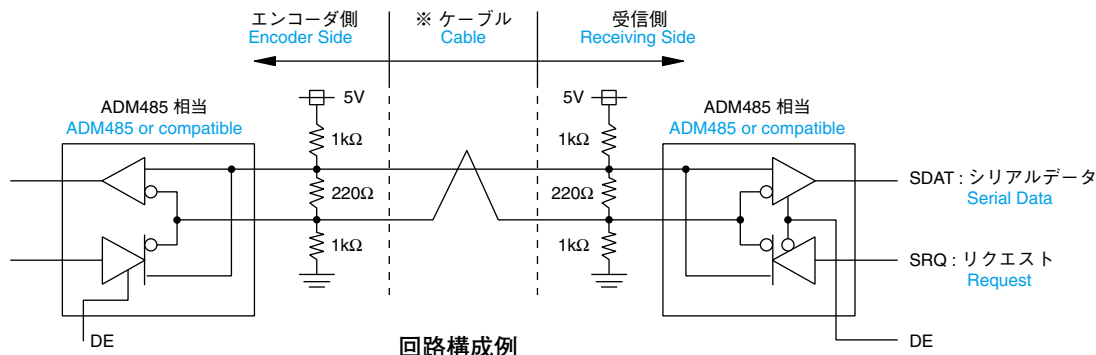 エンコーダ側
Encoder Side
※ ケーブル
Cable
受信側
Receiving Side
ADM485 相当
ADM485 or compatible
5V
1kΩ
220Ω
1kΩ
5V
1kΩ
220Ω
1kΩ
ADM485 相当
ADM485 or compatible
SDAT : シリアルデータ
Serial Data
SRQ : リクエスト
Request
DE
DE
回路構成例